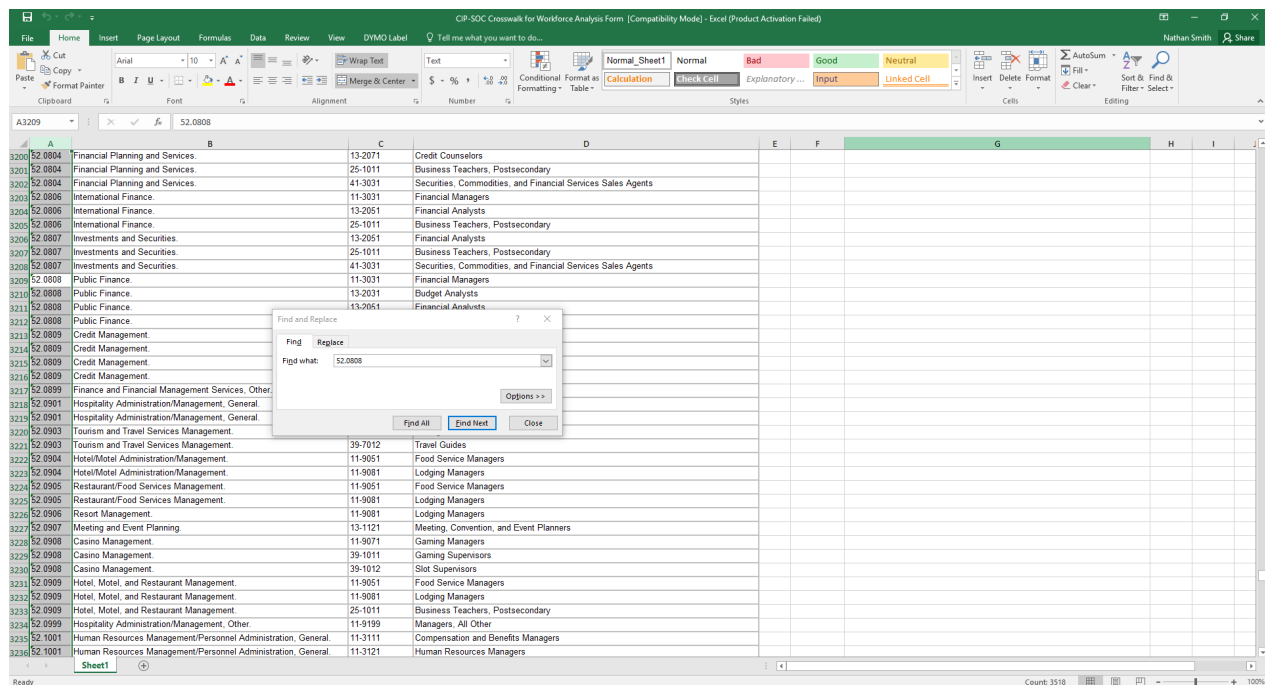 CIP-SOC Crosswalk for Workforce Analysis Form [Compatibility Mode] - Excel (Product Activation Failed)
File Home Insert Page Layout Formulas Data Review View DYMO Label Tell me what you want to do... Nathan Smith Share
Cut
Copy
Format Painter
Paste
Clipboard
Arial 10
B I U
Font
Wrap Text
Merge & Center
Alignment
Text
$ % ,
Number
Conditional Formatting
Format as Table
Normal_Sheet1 Normal Bad Good Neutral
Calculation Check Cell Explanatory ... Input Linked Cell
Styles
Insert Delete Format
Cells
AutoSum
Fill
Clear
Sort & Filter
Find & Select
Editing
A3209 fx 52.0808
A B C D E F G H I J
3200 52.0804 Financial Planning and Services. 13-2071 Credit Counselors
3201 52.0804 Financial Planning and Services. 25-1011 Business Teachers, Postsecondary
3202 52.0804 Financial Planning and Services. 41-3031 Securities, Commodities, and Financial Services Sales Agents
3203 52.0806 International Finance. 11-3031 Financial Managers
3204 52.0806 International Finance. 13-2051 Financial Analysts
3205 52.0806 International Finance. 25-1011 Business Teachers, Postsecondary
3206 52.0807 Investments and Securities. 13-2051 Financial Analysts
3207 52.0807 Investments and Securities. 25-1011 Business Teachers, Postsecondary
3208 52.0807 Investments and Securities. 41-3031 Securities, Commodities, and Financial Services Sales Agents
3209 52.0808 Public Finance. 11-3031 Financial Managers
3210 52.0808 Public Finance. 13-2031 Budget Analysts
3211 52.0808 Public Finance. 13-2051 Financial Analysts
3212 52.0808 Public Finance.
3213 52.0809 Credit Management.
3214 52.0809 Credit Management.
3215 52.0809 Credit Management.
3216 52.0809 Credit Management.
3217 52.0899 Finance and Financial Management Services, Other.
3218 52.0901 Hospitality Administration/Management, General.
3219 52.0901 Hospitality Administration/Management, General.
3220 52.0903 Tourism and Travel Services Management.
3221 52.0903 Tourism and Travel Services Management. 39-7012 Travel Guides
3222 52.0904 Hotel/Motel Administration/Management. 11-9051 Food Service Managers
3223 52.0904 Hotel/Motel Administration/Management. 11-9081 Lodging Managers
3224 52.0905 Restaurant/Food Services Management. 11-9051 Food Service Managers
3225 52.0905 Restaurant/Food Services Management. 11-9081 Lodging Managers
3226 52.0906 Resort Management. 11-9081 Lodging Managers
3227 52.0907 Meeting and Event Planning. 13-1121 Meeting, Convention, and Event Planners
3228 52.0908 Casino Management. 11-9071 Gaming Managers
3229 52.0908 Casino Management. 39-1011 Gaming Supervisors
3230 52.0908 Casino Management. 39-1012 Slot Supervisors
3231 52.0909 Hotel, Motel, and Restaurant Management. 11-9051 Food Service Managers
3232 52.0909 Hotel, Motel, and Restaurant Management. 11-9081 Lodging Managers
3233 52.0909 Hotel, Motel, and Restaurant Management. 25-1011 Business Teachers, Postsecondary
3234 52.0999 Hospitality Administration/Management, Other. 11-9199 Managers, All Other
3235 52.1001 Human Resources Management/Personnel Administration, General. 11-3111 Compensation and Benefits Managers
3236 52.1001 Human Resources Management/Personnel Administration, General. 11-3121 Human Resources Managers
Find and Replace ?
Find Replace
Find what: 52.0808
Options >>
Find All Find Next Close
Sheet1
Ready Count: 3518 100%